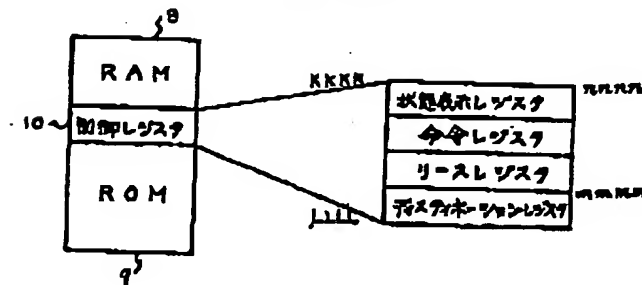 8
RAM
10 制御レジスタ
ROM
9
KKKK
状態表示レジスタ
命令レジスタ
リースレジスタ
ディスティネーションレジスタ